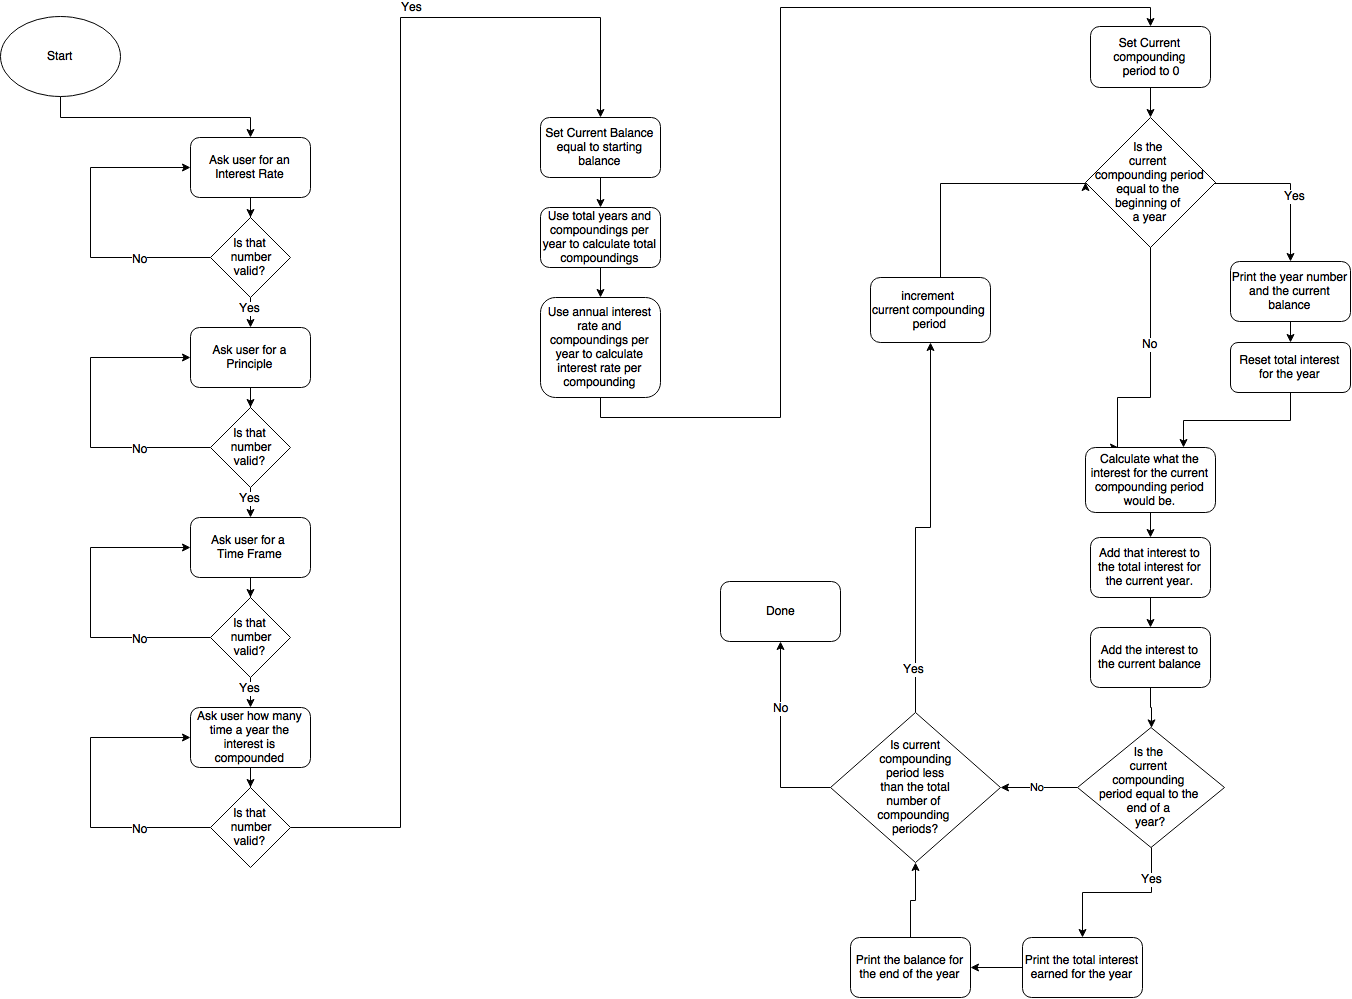 Start
Ask user for an
Interest Rate
Is that
number
valid?
No
Yes
Ask user for a
Principle
Is that
number
valid?
No
Yes
Ask user for a
Time Frame
Is that
number
valid?
No
Yes
Ask user how many
time a year the
interest is
compounded
Is that
number
valid?
No
Yes
Set Current Balance
equal to starting
balance
Use total years and
compoundings per
year to calculate total
compoundings
Use annual interest
rate and
compoundings per
year to calculate
interest rate per
compounding
Set Current
compounding
period to 0
Is the
current
compounding period
equal to the
beginning of
a year
Yes
Print the year number
and the current
balance
Reset total interest
for the year
No
Calculate what the
interest for the current
compounding period
would be.
Add that interest to
the total interest for
the current year.
Add the interest to
the current balance
Is the
current
compounding
period equal to the
end of a
year?
Yes
Print the total interest
earned for the year
Print the balance for
the end of the year
No
Is current
compounding
period less
than the total
number of
compounding
periods?
Yes
increment
current compounding
period
No
Done